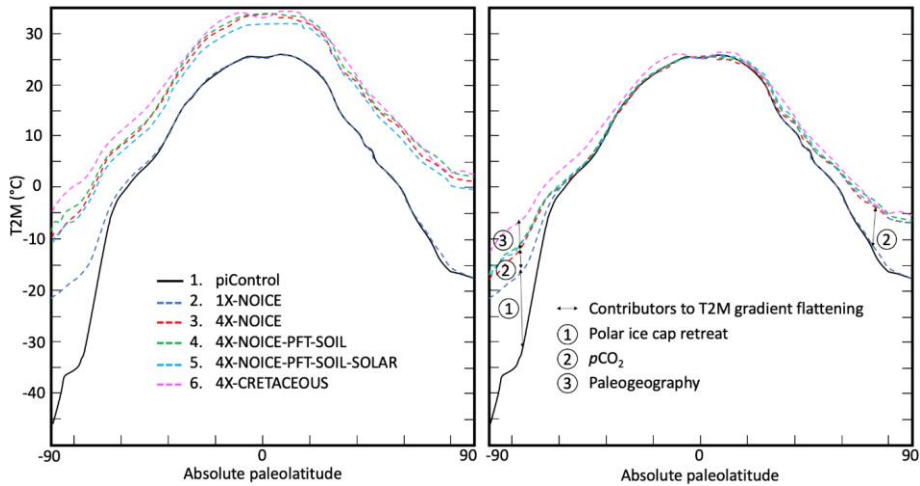 30
20
10
0
-10
-20
-30
-40
T2M (°C)
1. piControl
2. 1X-NOICE
3. 4X-NOICE
4. 4X-NOICE-PFT-SOIL
5. 4X-NOICE-PFT-SOIL-SOLAR
6. 4X-CRETACEOUS
-90
0
90
Absolute paleolatitude
3
2
1
2
Contributors to T2M gradient flattening
1 Polar ice cap retreat
2 pCO₂
3 Paleogeography
-90
0
90
Absolute paleolatitude